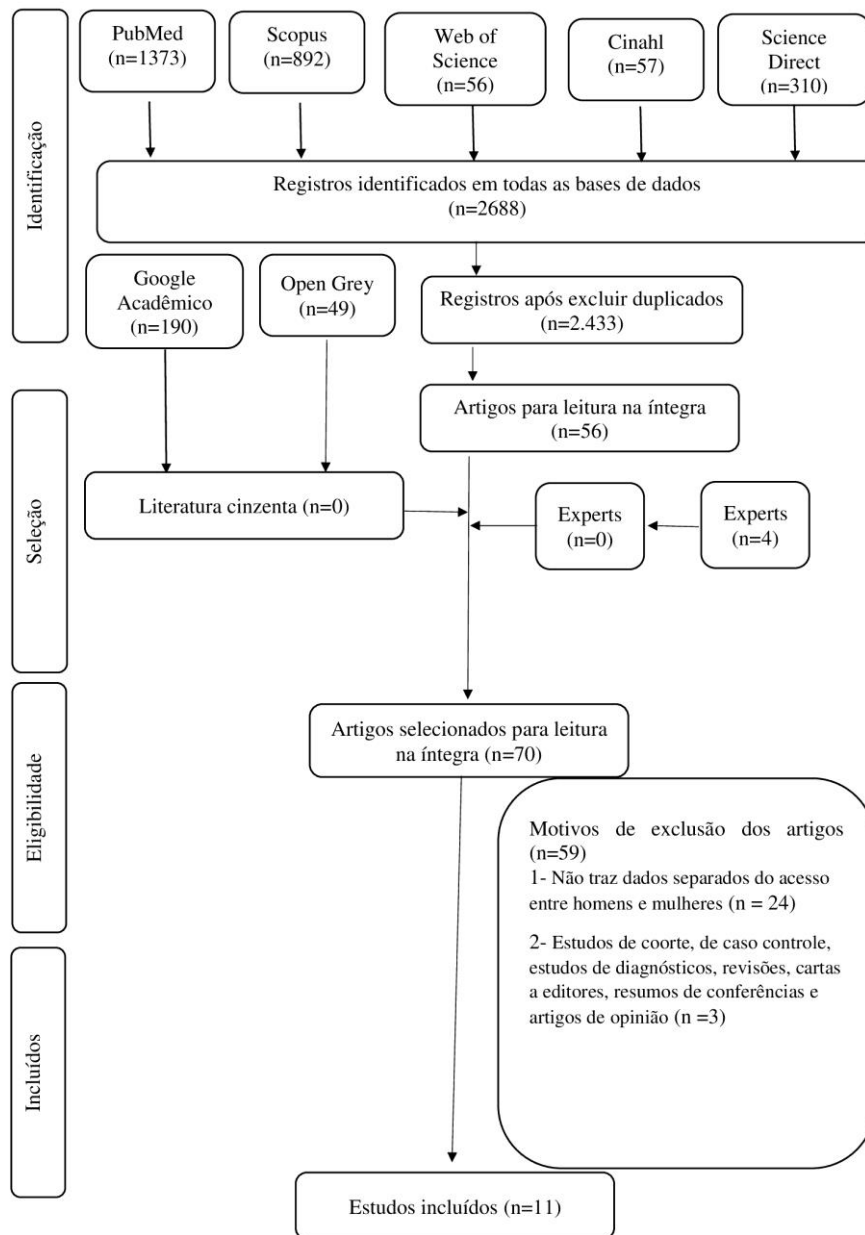 PubMed
(n=1373)
Scopus
(n=892)
Web of
Science
(n=56)
Cinahl
(n=57)
Science
Direct
(n=310)
Identificação
Registros identificados em todas as bases de dados
(n=2688)
Google
Acadêmico
(n=190)
Open Grey
(n=49)
Registros após excluir duplicados
(n=2.433)
Artigos para leitura na íntegra
(n=56)
Seleção
Literatura cinzenta (n=0)
Experts
(n=0)
Experts
(n=4)
Eligibilidade
Artigos selecionados para leitura
na íntegra (n=70)
Motivos de exclusão dos artigos
(n=59)
1- Não traz dados separados do acesso
entre homens e mulheres (n = 24)
2- Estudos de coorte, de caso controle,
estudos de diagnósticos, revisões, cartas
a editores, resumos de conferências e
artigos de opinião (n =3)
Incluídos
Estudos incluídos (n=11)